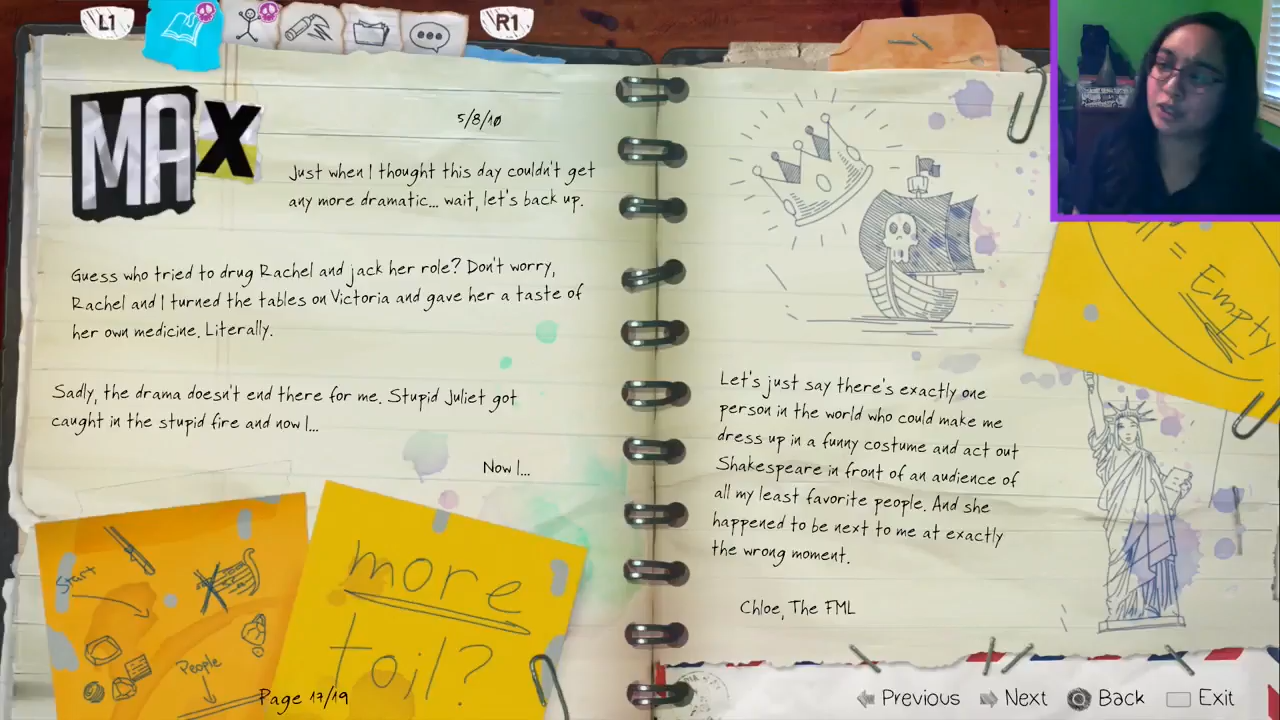 L1
R1
MAX
5/8/10
Just when I thought this day couldn't get
any more dramatic... wait, let's back up.
Guess who tried to drug Rachel and jack her role? Don't worry,
Rachel and I turned the tables on Victoria and gave her a taste of
her own medicine. Literally.
Sadly, the drama doesn't end there for me. Stupid Juliet got
caught in the stupid fire and now I...
Now I...
Start
People
more
toil?
Page 17/19
= Empty
Let's just say there's exactly one
person in the world who could make me
dress up in a funny costume and act out
Shakespeare in front of an audience of
all my least favorite people. And she
happened to be next to me at exactly
the wrong moment.
Chloe, The FML
Previous Next Back Exit